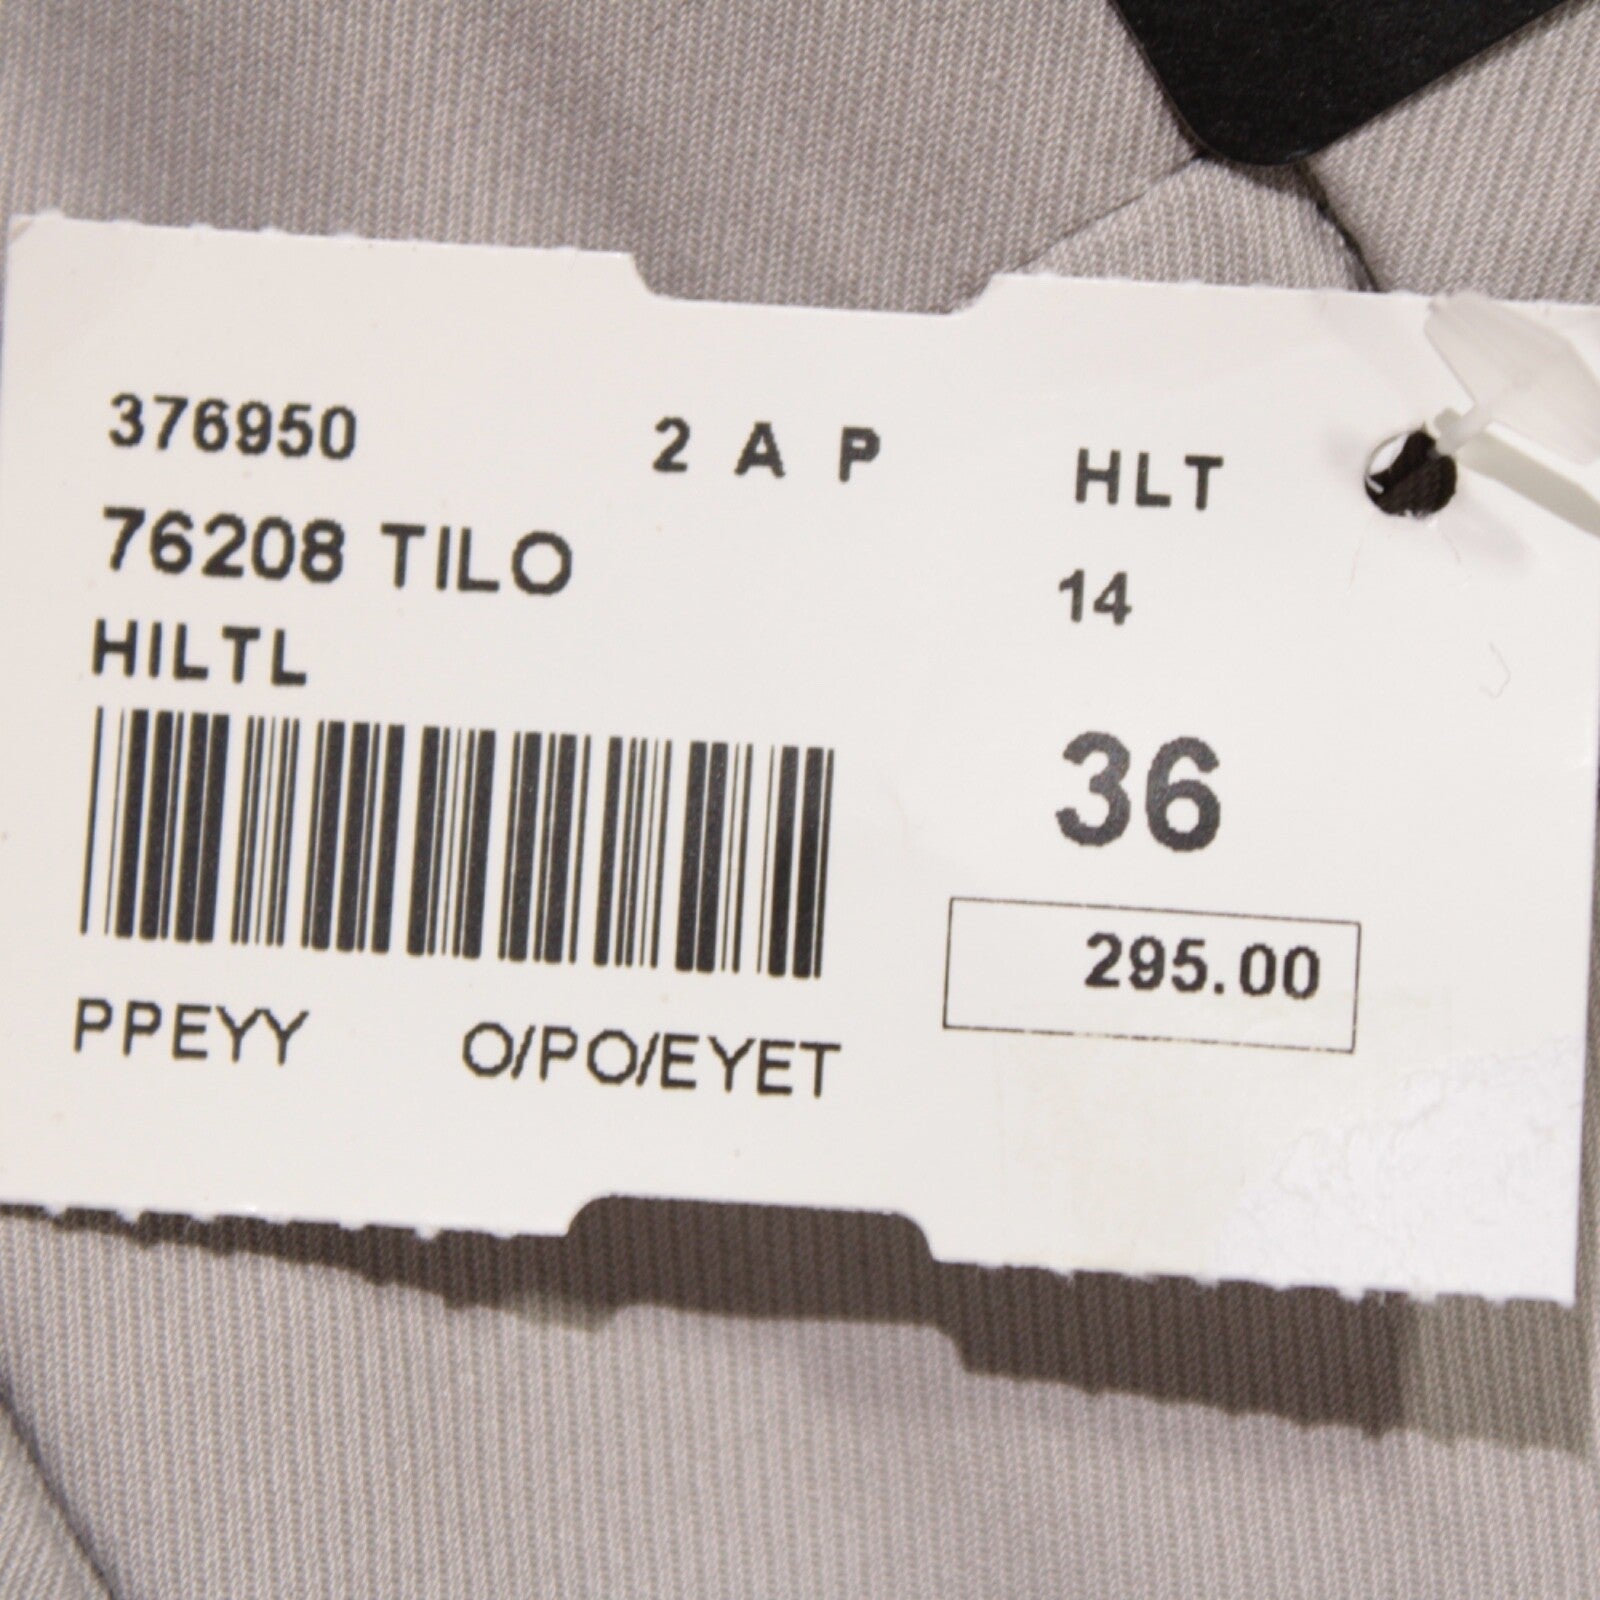 376950 2 A P HLT
76208 TILO 14
HILTL
36
295.00
PPEYY O/PO/EYET